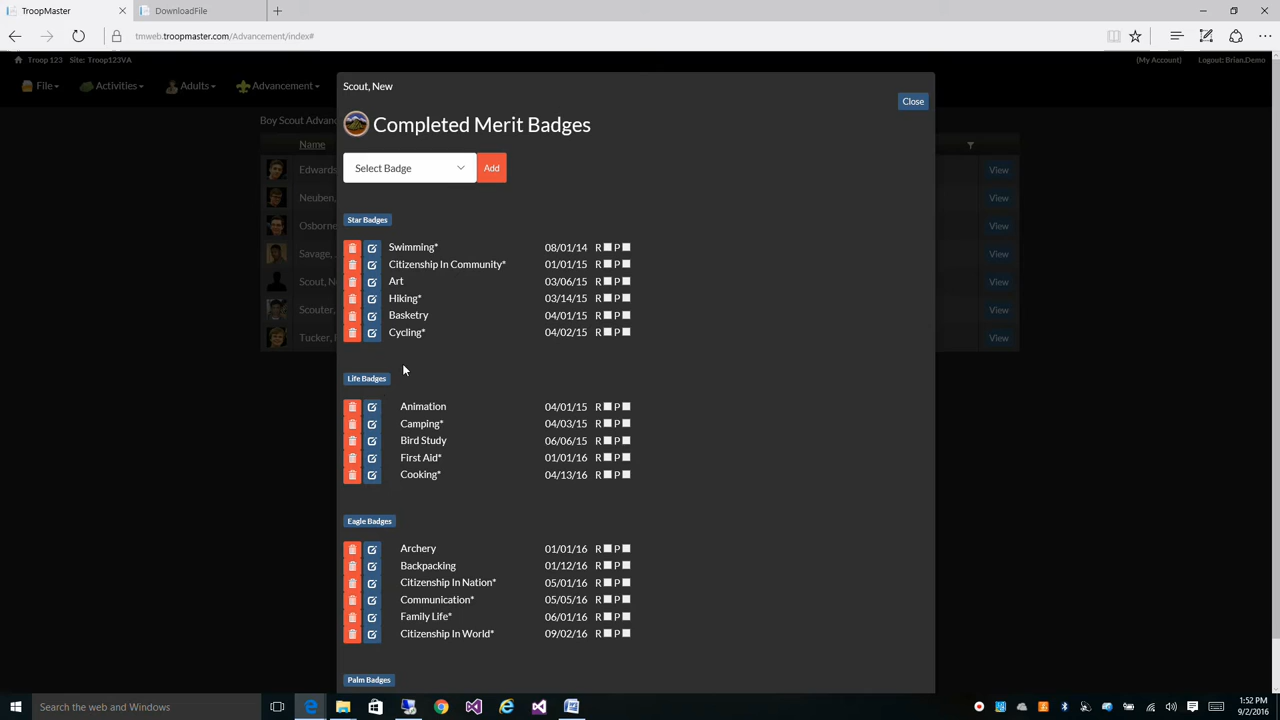 TroopMaster
DownloadFile
tmweb.troopmaster.com/Advancement/index#
Troop 123 Site: Troop123VA
(My Account) Logout: Brian.Demo
File Activities Adults Advancement
Boy Scout Advan
Name
Edwards View
Neuben, View
Osborne View
Savage, View
Scout, N View
Scouter, View
Tucker, View
Scout, New
Close
Completed Merit Badges
Select Badge Add
Star Badges
Swimming* 08/01/14 R P
Citizenship In Community* 01/01/15 R P
Art 03/06/15 R P
Hiking* 03/14/15 R P
Basketry 04/01/15 R P
Cycling* 04/02/15 R P
Life Badges
Animation 04/01/15 R P
Camping* 04/03/15 R P
Bird Study 06/06/15 R P
First Aid* 01/01/16 R P
Cooking* 04/13/16 R P
Eagle Badges
Archery 01/01/16 R P
Backpacking 01/12/16 R P
Citizenship In Nation* 05/01/16 R P
Communication* 05/05/16 R P
Family Life* 06/01/16 R P
Citizenship In World* 09/02/16 R P
Palm Badges
Search the web and Windows
1:52 PM
9/2/2016